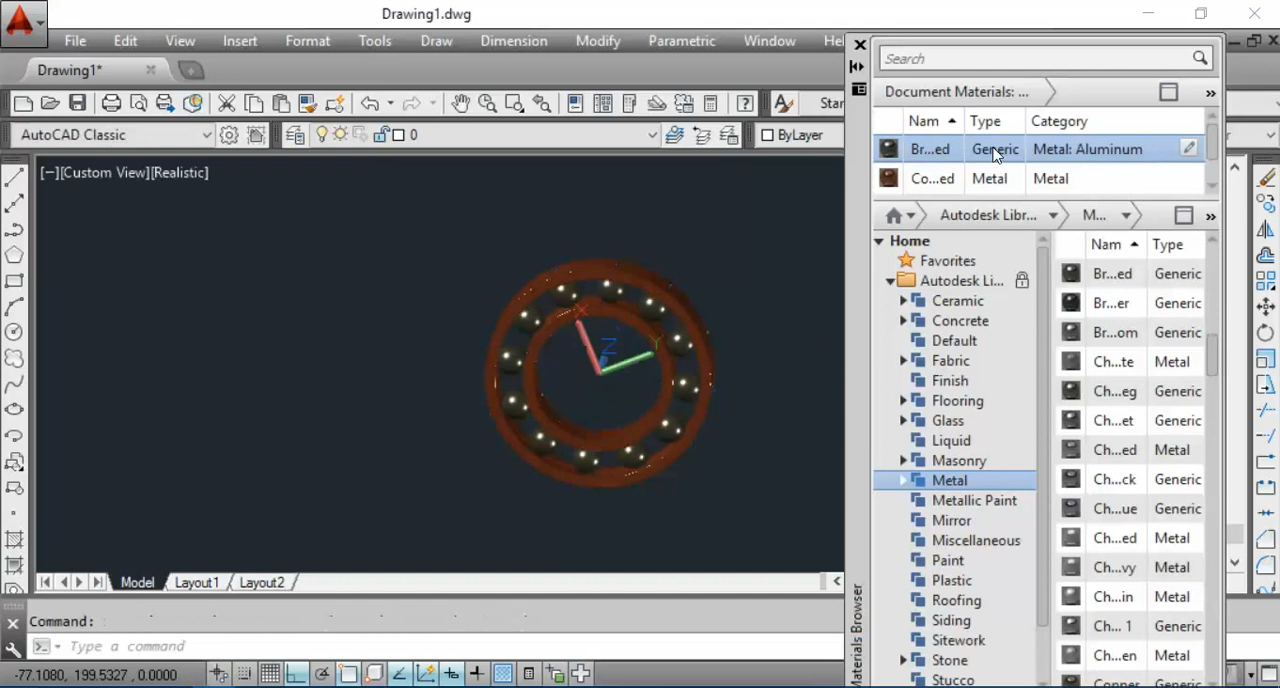 Drawing1.dwg
File Edit View Insert Format Tools Draw Dimension Modify Parametric Window He
Drawing1*
Star
AutoCAD Classic
0
ByLayer
[−][Custom View][Realistic]
X
Y
Z
Model Layout1 Layout2
Command:
Type a command
-77.1080, 199.5327, 0.0000
Search
Document Materials: ...
Nam Type Category
Br...ed Generic Metal: Aluminum
Co...ed Metal Metal
Autodesk Libr... M...
Home
Favorites
Autodesk Li...
Ceramic
Concrete
Default
Fabric
Finish
Flooring
Glass
Liquid
Masonry
Metal
Metallic Paint
Mirror
Miscellaneous
Paint
Plastic
Roofing
Siding
Sitework
Stone
Stucco
Nam Type
Br...ed Generic
Br...er Generic
Br...om Generic
Ch...te Metal
Ch...eg Generic
Ch...et Generic
Ch...ed Metal
Ch...ck Generic
Ch...ue Generic
Ch...ed Metal
Ch...vy Metal
Ch...in Metal
Ch... 1 Generic
Ch...en Metal
Copper Generic
Materials Browser